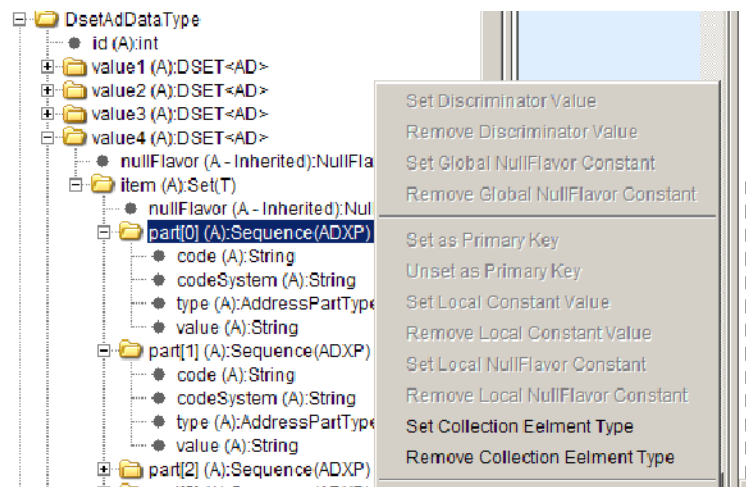 DsetAdDataType
id (A):int
value1 (A):DSET<AD>
value2 (A):DSET<AD>
value3 (A):DSET<AD>
value4 (A):DSET<AD>
nullFlavor (A - Inherited):NullFla
item (A):Set(T)
nullFlavor (A - Inherited):Null
part[0] (A):Sequence(ADXP)
code (A):String
codeSystem (A):String
type (A):AddressPartType
value (A):String
part[1] (A):Sequence(ADXP)
code (A):String
codeSystem (A):String
type (A):AddressPartType
value (A):String
part[2] (A):Sequence(ADXP)
Set Discriminator Value
Remove Discriminator Value
Set Global NullFlavor Constant
Remove Global NullFlavor Constant
Set as Primary Key
Unset as Primary Key
Set Local Constant Value
Remove Local Constant Value
Set Local NullFlavor Constant
Remove Local NullFlavor Constant
Set Collection Eelment Type
Remove Collection Eelment Type